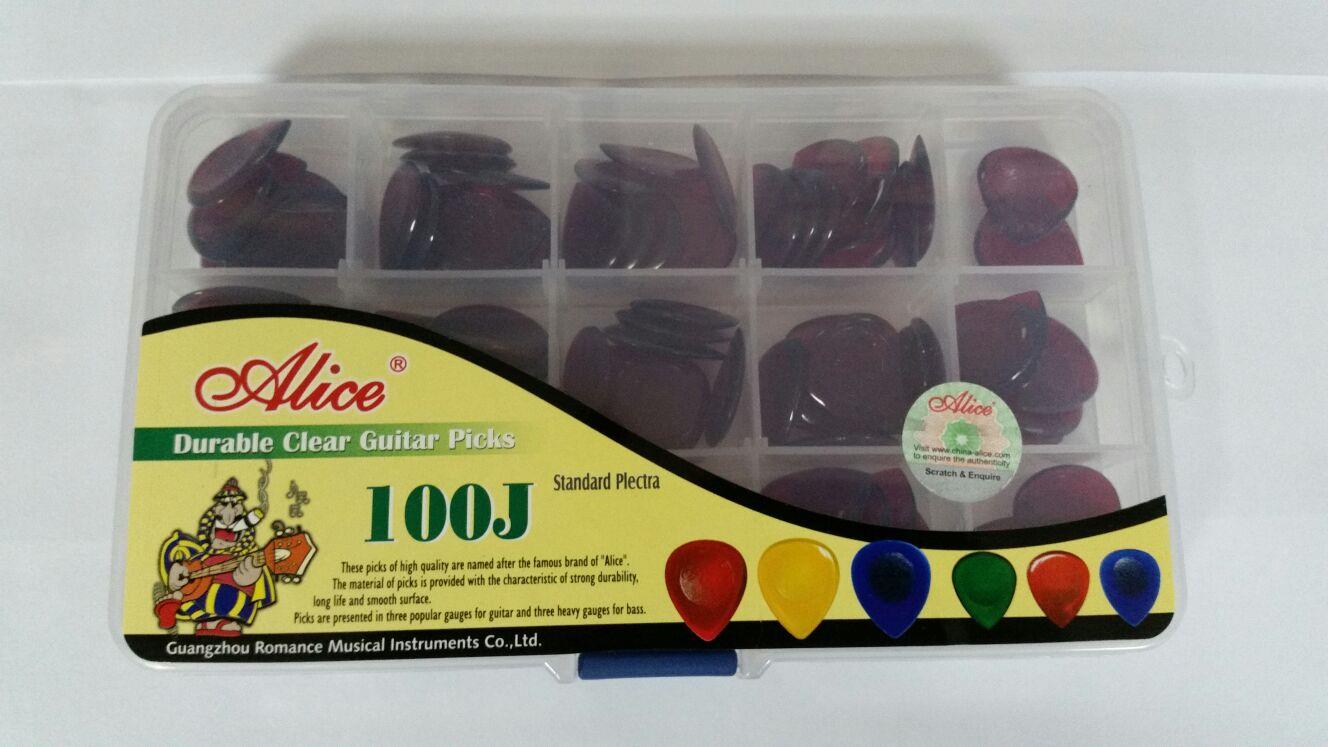 Alice®
Durable Clear Guitar Picks
100J
Standard Plectra
These picks of high quality are named after the famous brand of "Alice".
The material of picks is provided with the characteristic of strong durability,
long life and smooth surface.
Picks are presented in three popular gauges for guitar and three heavy gauges for bass.
Guangzhou Romance Musical Instruments Co.,Ltd.
Alice®
Visit www.china-alice.com
to enquire the authenticity
Scratch & Enquire